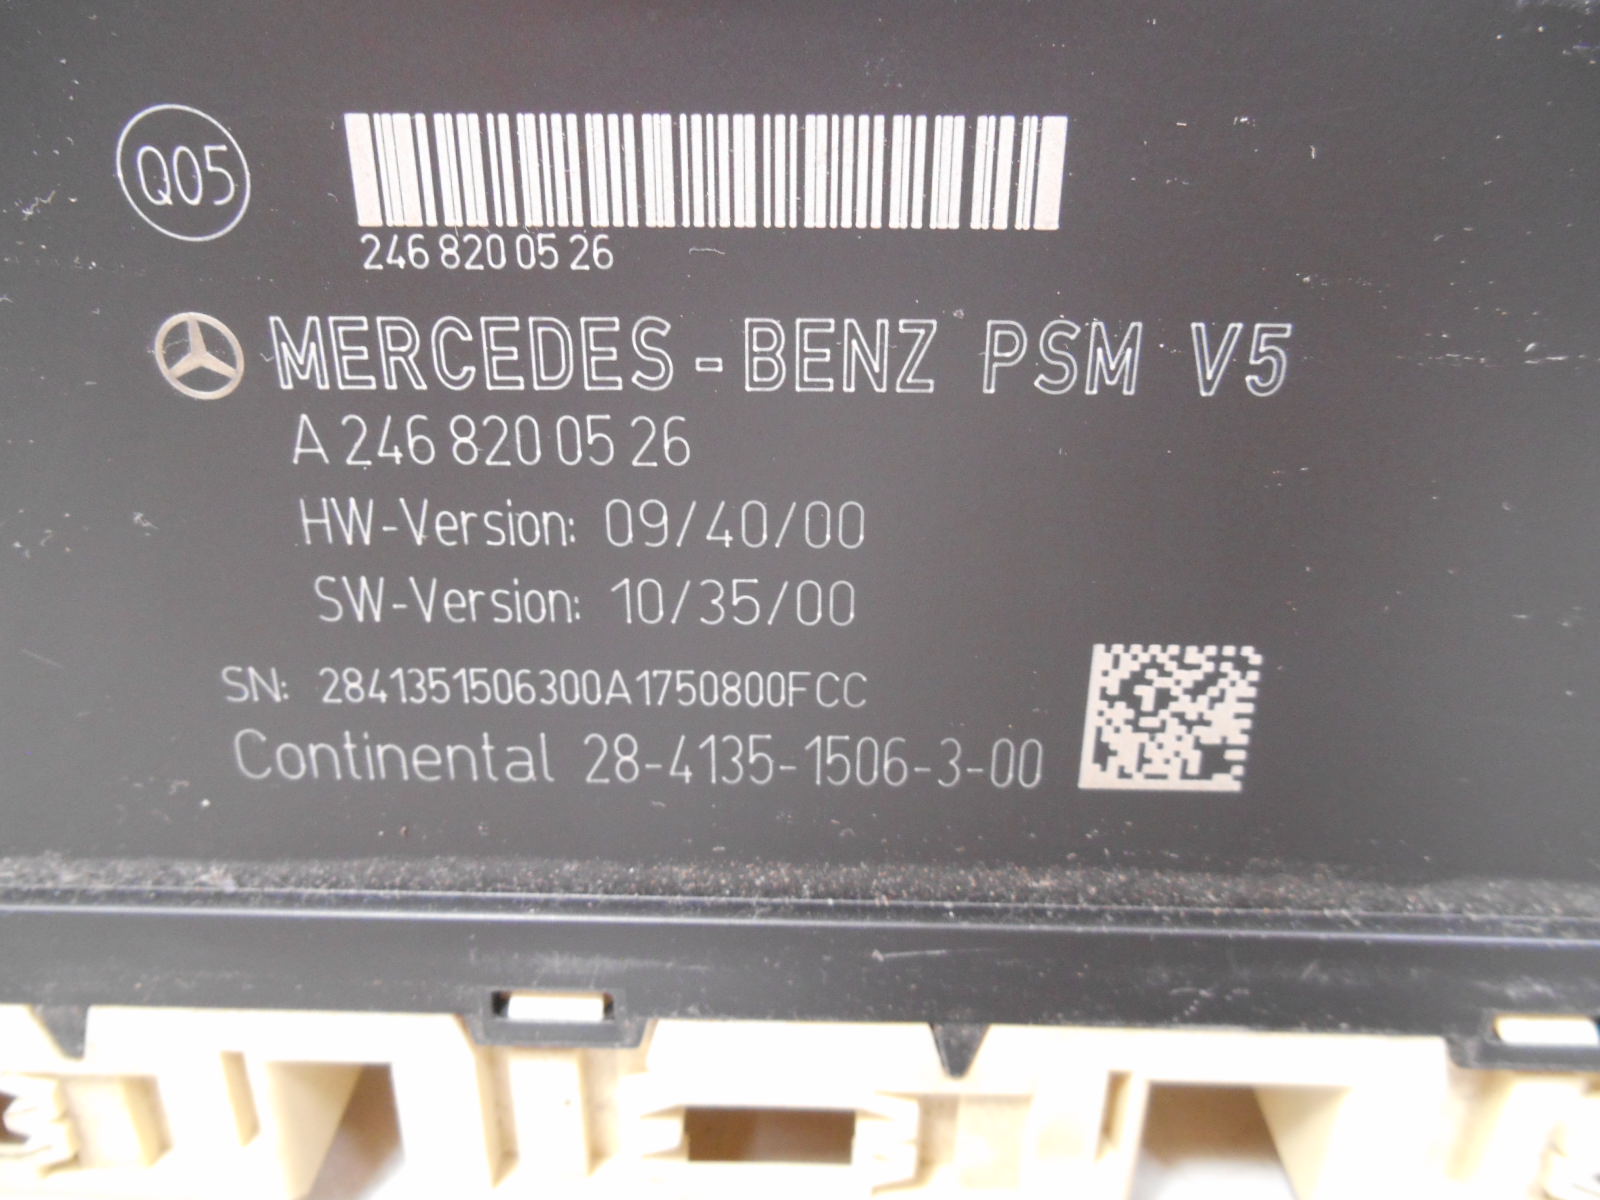 Q05
246 820 05 26
MERCEDES-BENZ PSM V5
A 246 820 05 26
HW-Version: 09/40/00
SW-Version: 10/35/00
SN: 2841351506300A1750800FCC
Continental 28-4135-1506-3-00